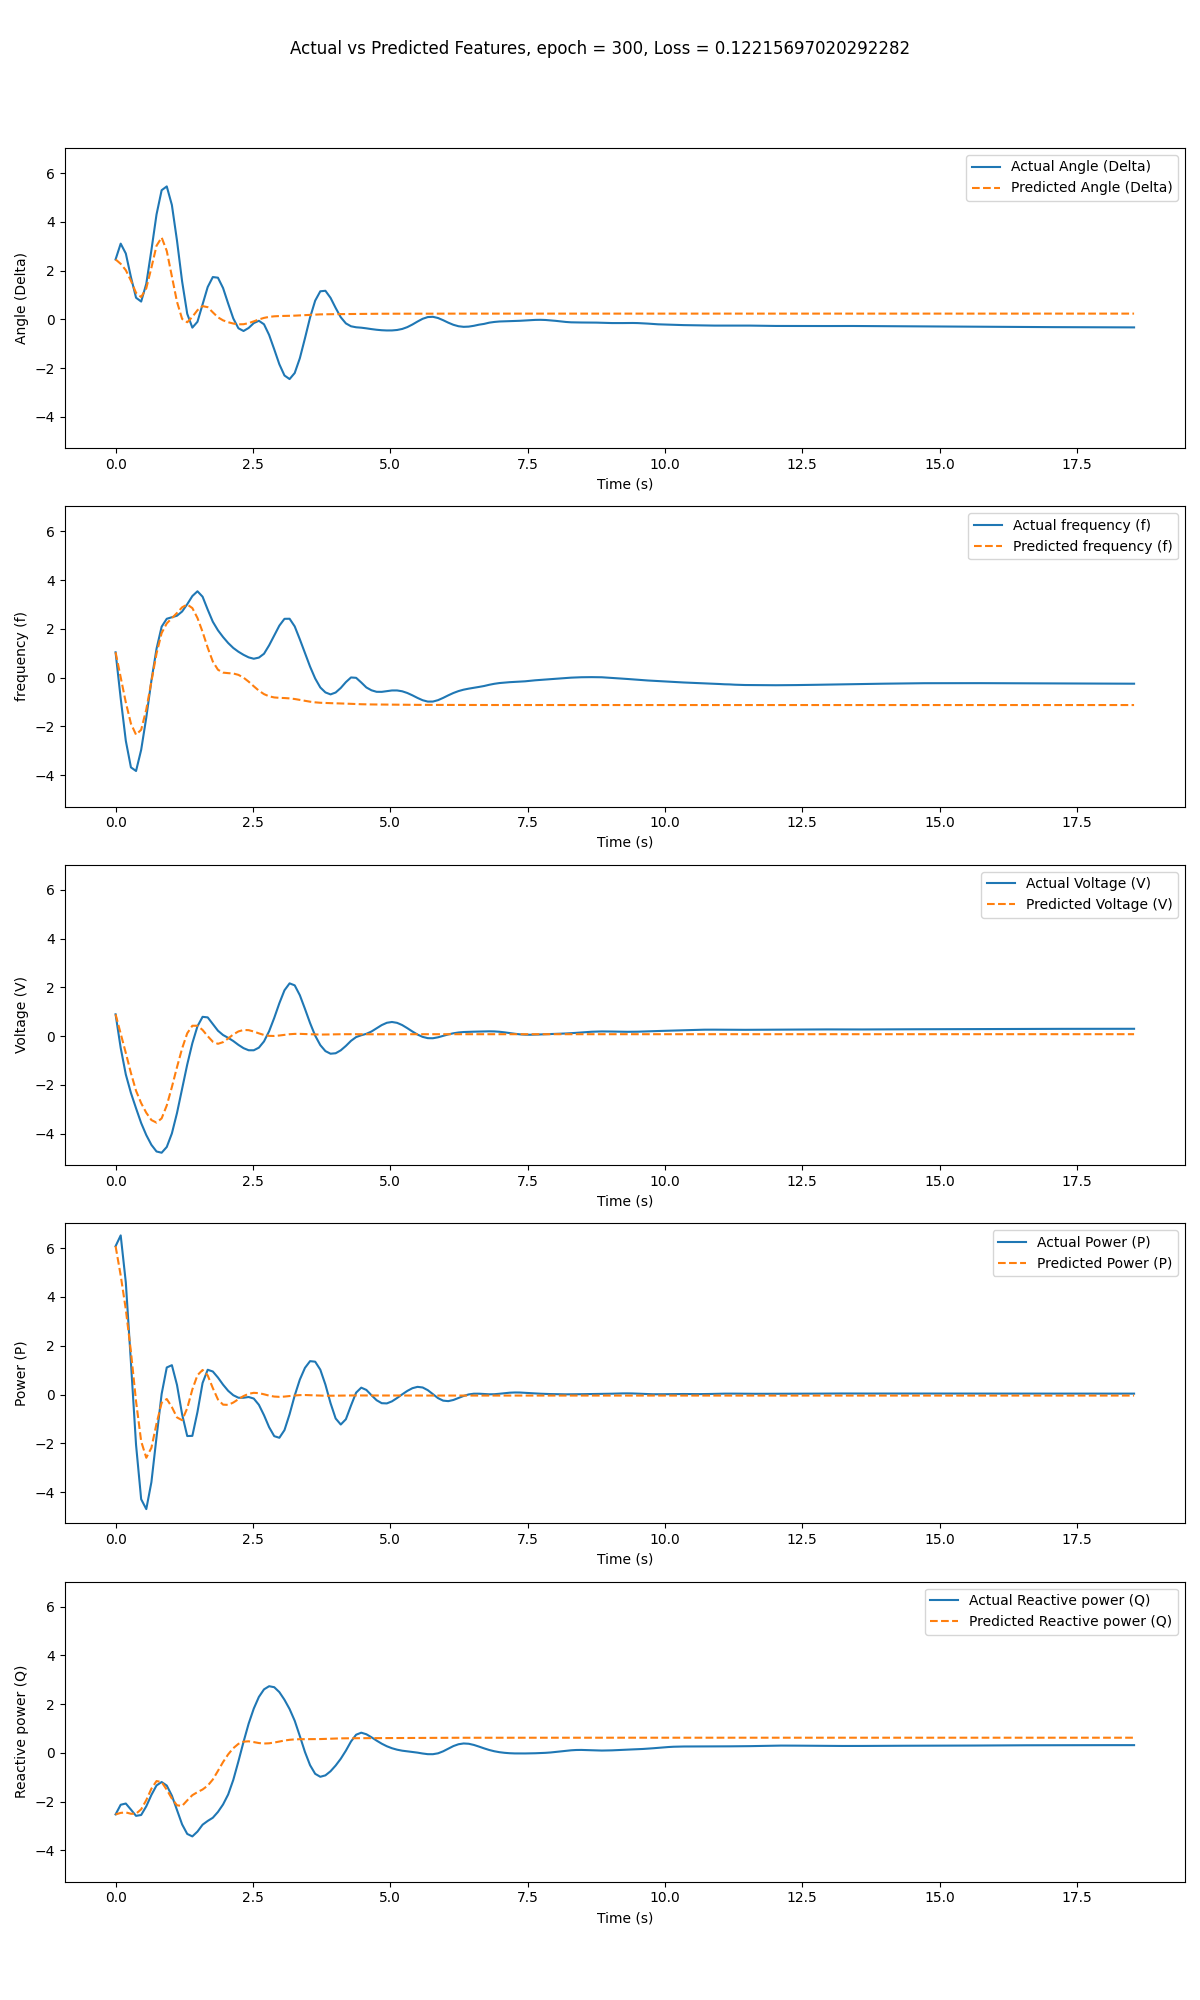 Actual vs Predicted Features, epoch = 300, Loss = 0.12215697020292282
Actual Angle (Delta)
Predicted Angle (Delta)
Angle (Delta)
6
4
2
0
−2
−4
0.0 2.5 5.0 7.5 10.0 12.5 15.0 17.5
Time (s)
Actual frequency (f)
Predicted frequency (f)
frequency (f)
6
4
2
0
−2
−4
0.0 2.5 5.0 7.5 10.0 12.5 15.0 17.5
Time (s)
Actual Voltage (V)
Predicted Voltage (V)
Voltage (V)
6
4
2
0
−2
−4
0.0 2.5 5.0 7.5 10.0 12.5 15.0 17.5
Time (s)
Actual Power (P)
Predicted Power (P)
Power (P)
6
4
2
0
−2
−4
0.0 2.5 5.0 7.5 10.0 12.5 15.0 17.5
Time (s)
Actual Reactive power (Q)
Predicted Reactive power (Q)
Reactive power (Q)
6
4
2
0
−2
−4
0.0 2.5 5.0 7.5 10.0 12.5 15.0 17.5
Time (s)